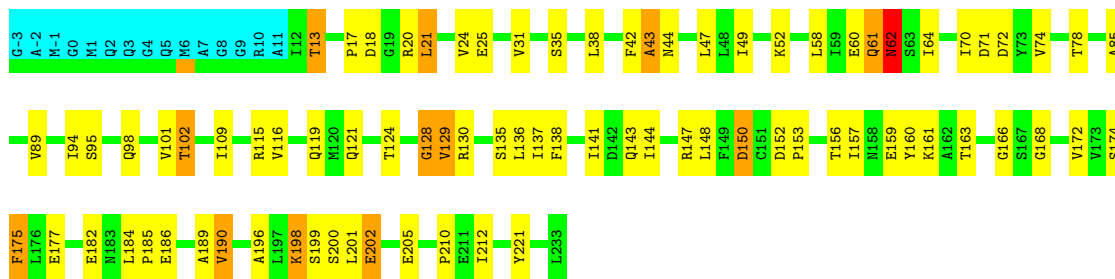 G-3 A-2 M-1 G0 M1 Q2 Q3 G4 Q5 M6 A7 G8 G9 R10 A11 I12 T13 P17 D18 G19 R20 L21 V24 E25 V31 S35 L38 F42 A43 N44 L47 L48 I49 K52 L58 I59 E60 Q61 N62 S63 I64 I70 D71 D72 Y73 V74 T78 A85
V89 I94 S95 Q98 V101 T102 I109 R115 V116 Q119 M120 Q121 T124 G128 V129 R130 S135 L136 I137 F138 I141 D142 Q143 I144 R147 L148 F149 D150 C151 D152 P153 T156 I157 N158 E159 Y160 K161 A162 T163 G166 S167 G168 V172 V173 S174
F175 L176 E177 E182 N183 L184 P185 E186 A189 V190 A196 L197 K198 S199 S200 L201 E202 E205 P210 E211 I212 Y221 L233